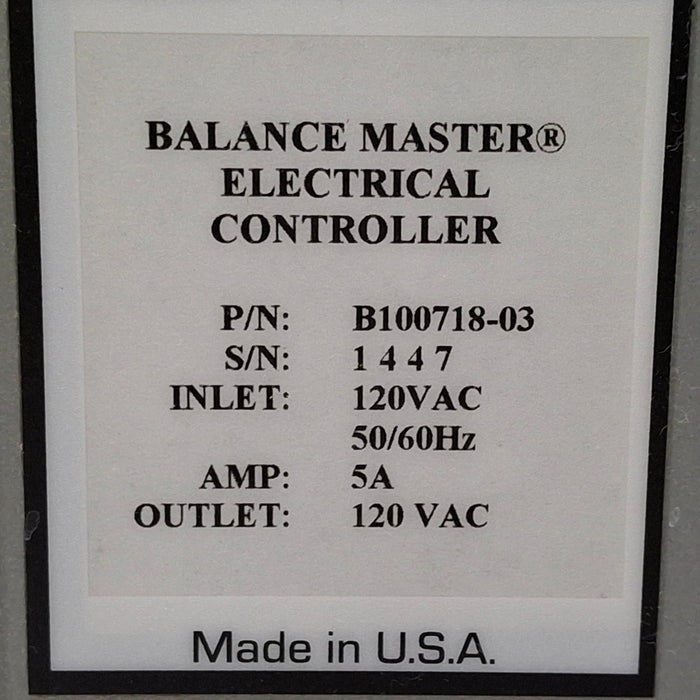 BALANCE MASTER®
ELECTRICAL
CONTROLLER
P/N: B100718-03
S/N: 1 4 4 7
INLET: 120VAC
50/60Hz
AMP: 5A
OUTLET: 120 VAC
Made in U.S.A.